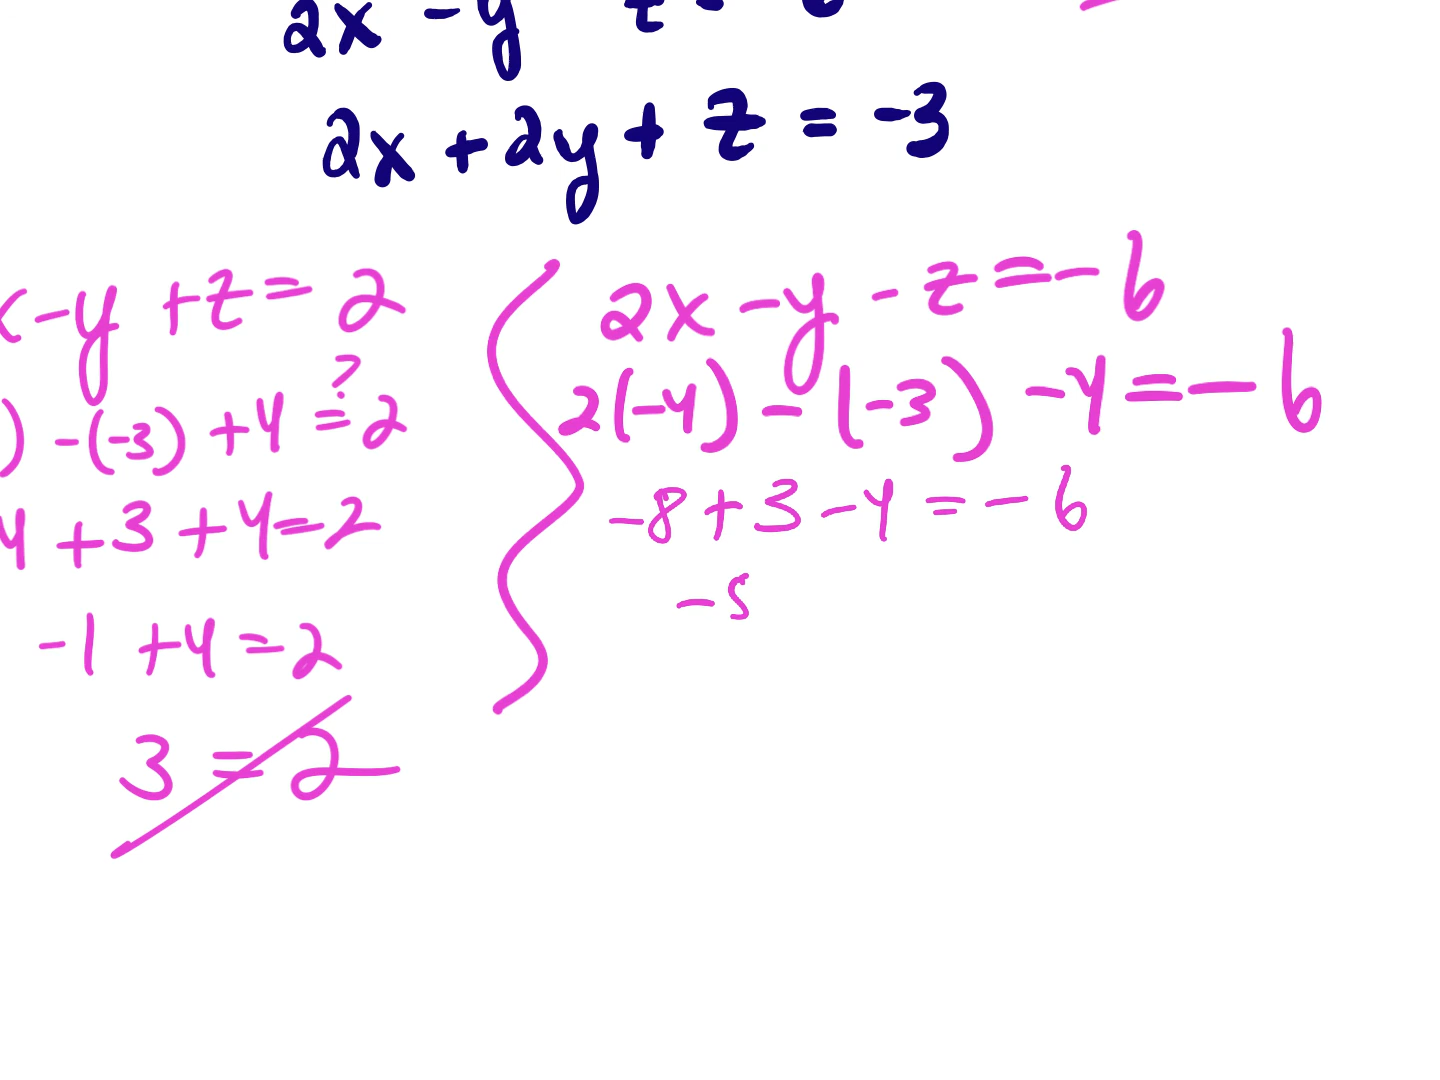 2x - y
2x + 2y + z = -3
x - y + z = 2
) - (-3) + 4 ≟ 2
4 + 3 + 4 = 2
-1 + 4 = 2
3 = 2
2x - y - z = -6
2(-4) - (-3) - 4 = -6
-8 + 3 - 4 = -6
-5